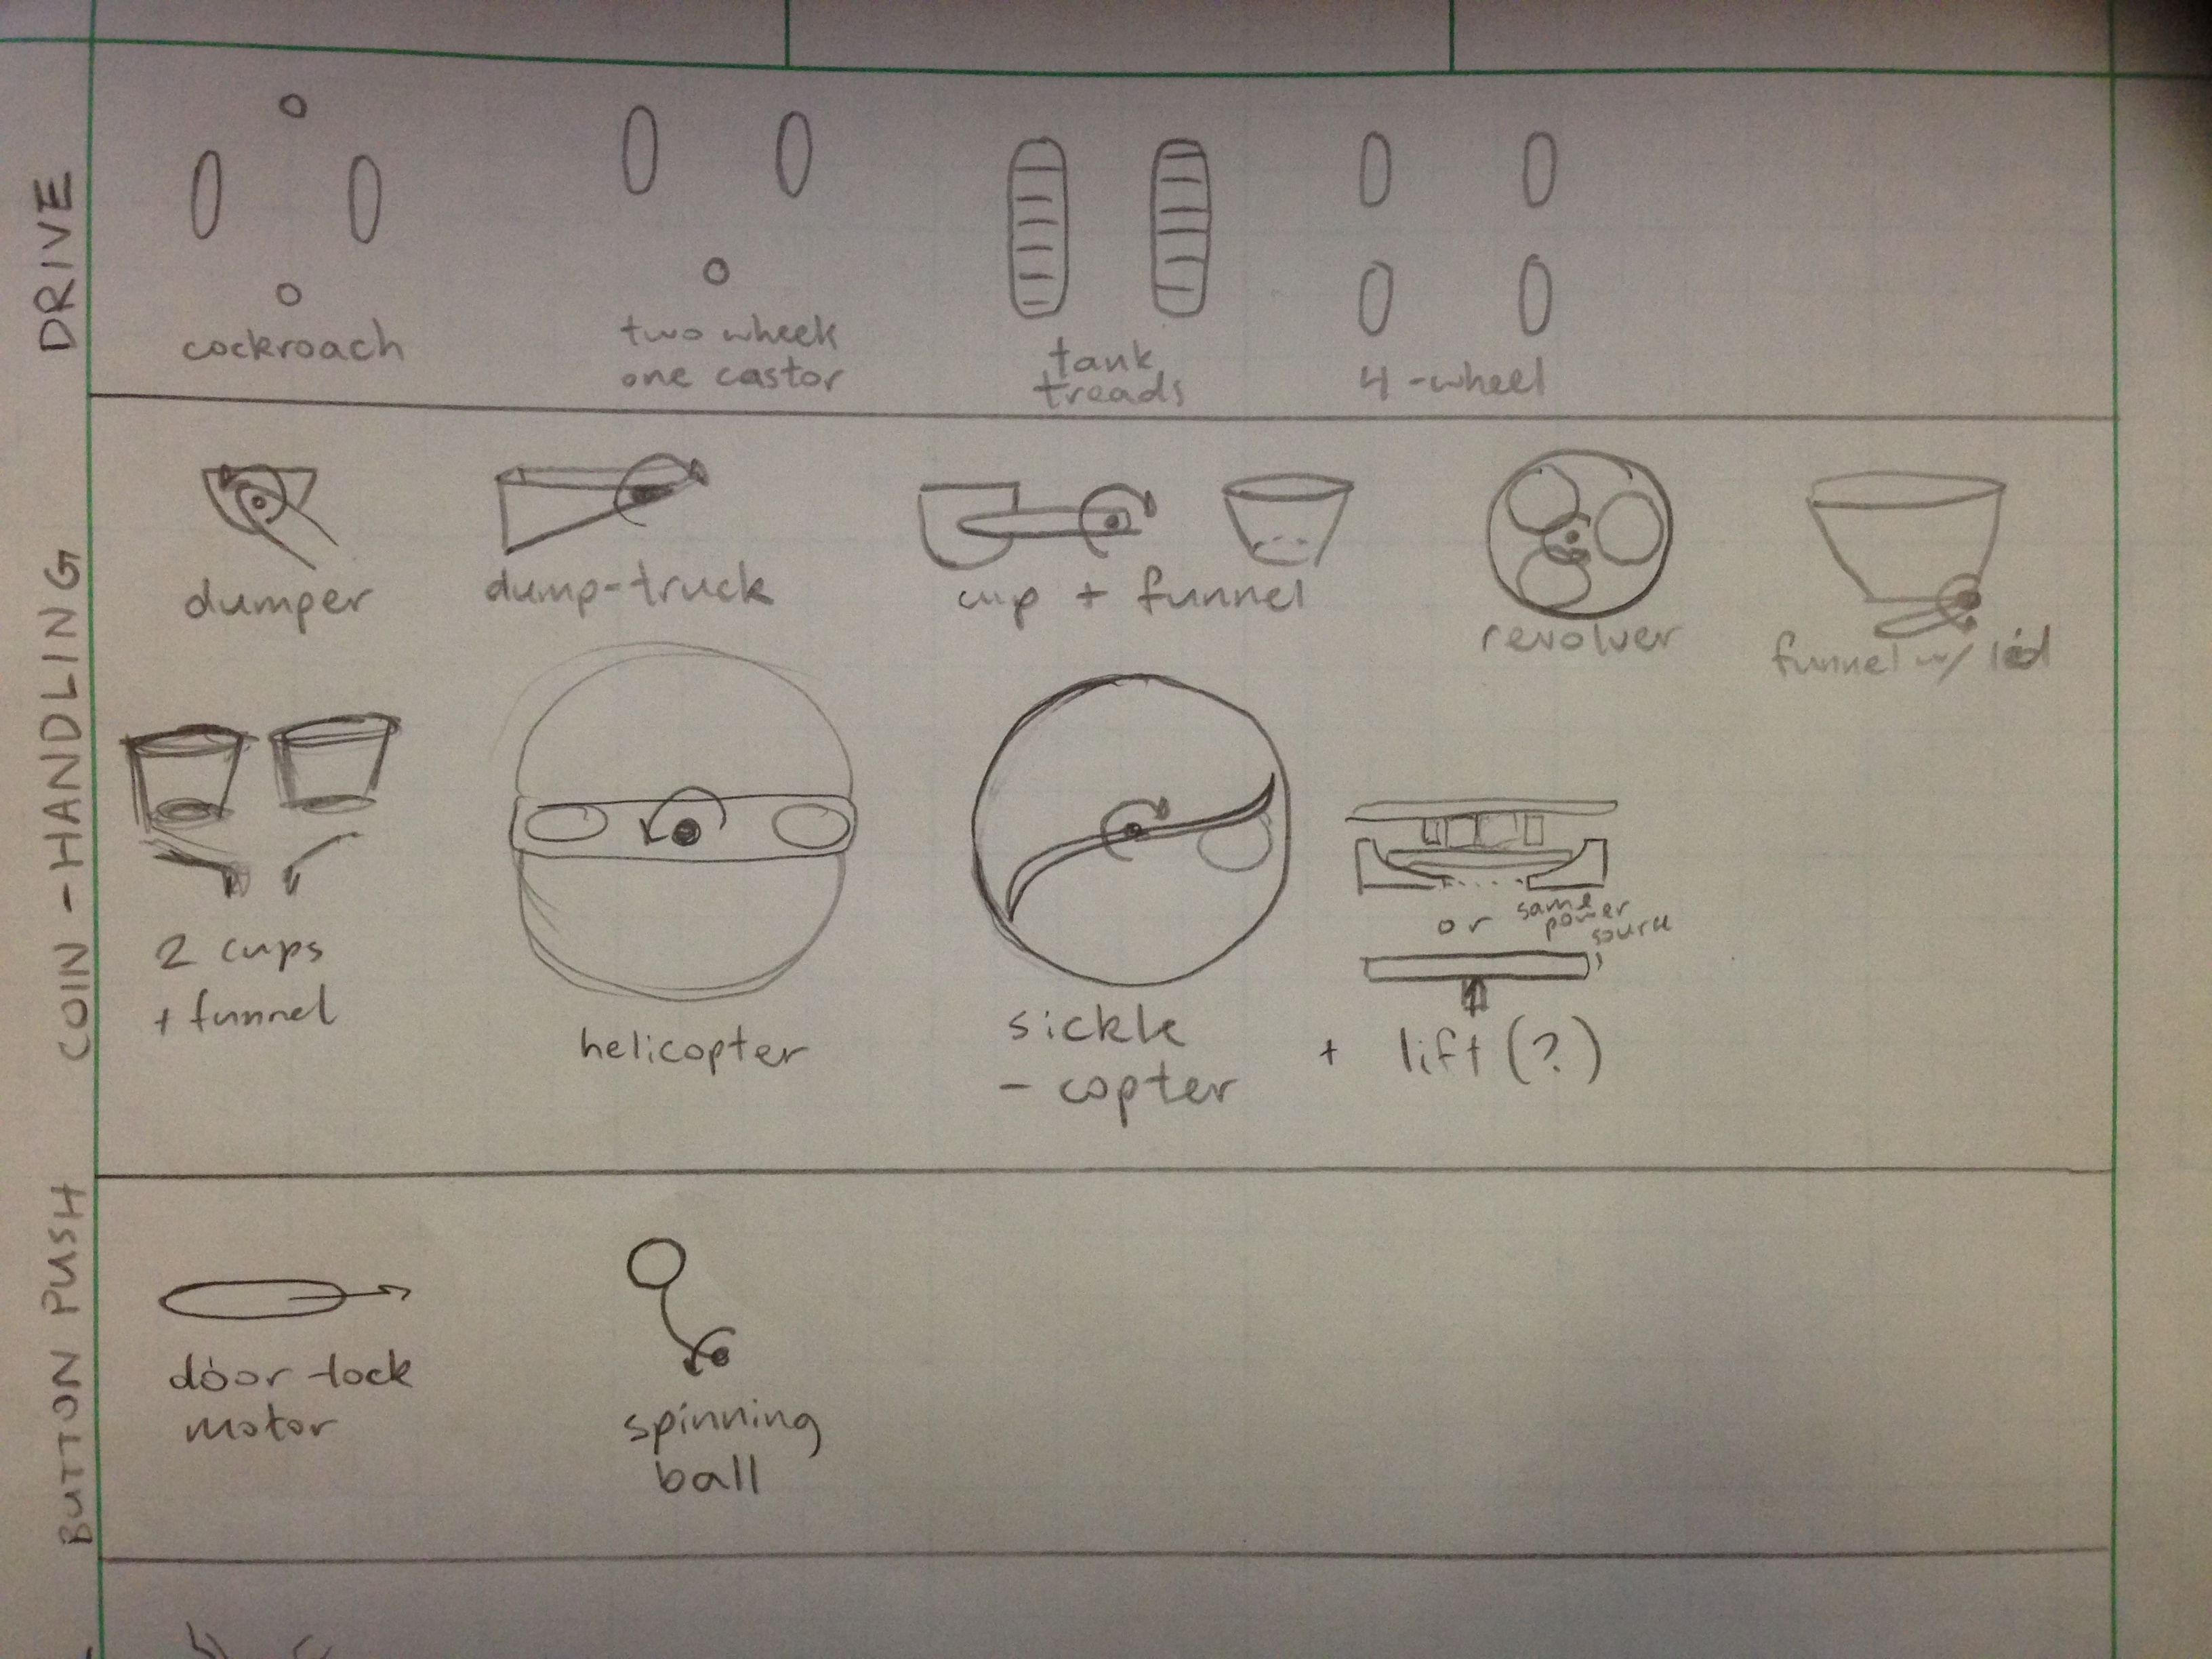 DRIVE
cockroach
two wheels
one castor
tank
treads
4-wheel
COIN-HANDLING
dumper
dump-truck
cup + funnel
revolver
funnel w/ lid
2 cups
+ funnel
helicopter
sickle
- copter
or same
power
source
+ lift (?)
BUTTON PUSH
door-lock
motor
spinning
ball